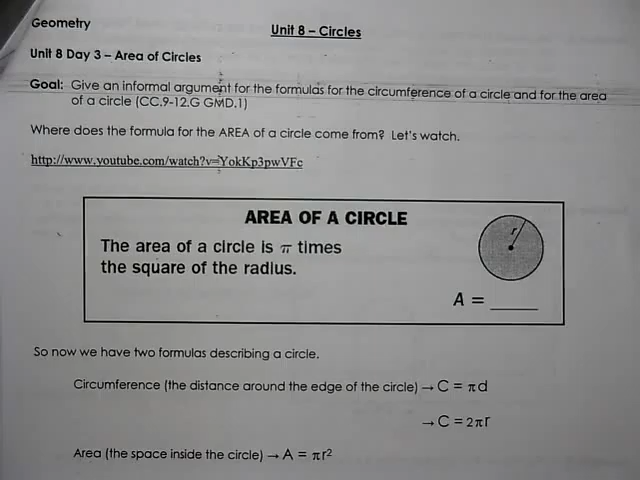 Geometry
Unit 8 – Circles
Unit 8 Day 3 – Area of Circles
Goal: Give an informal argument for the formulas for the circumference of a circle and for the area
of a circle (CC.9-12.G GMD.1)
Where does the formula for the AREA of a circle come from? Let's watch.
http://www.youtube.com/watch?v=YokKp3pwVFc
AREA OF A CIRCLE
The area of a circle is π times
the square of the radius.
r
A = ______
So now we have two formulas describing a circle.
Circumference (the distance around the edge of the circle) → C = πd
→ C = 2πr
Area (the space inside the circle) → A = πr²